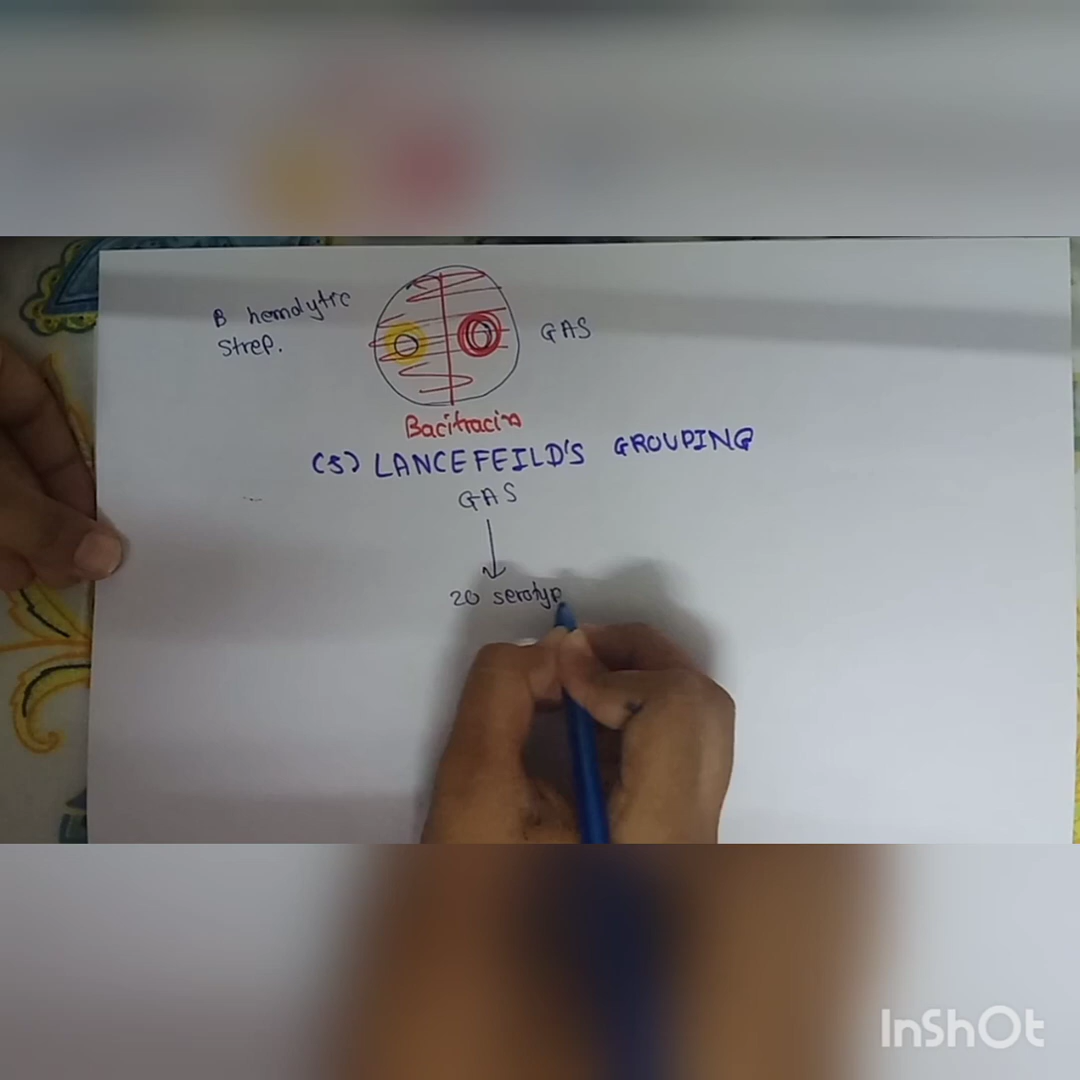 B hemolytic
Strep.
GAS
Bacitracin
(5) LANCEFEILD'S GROUPING
GAS
20 serotyp
InShOt